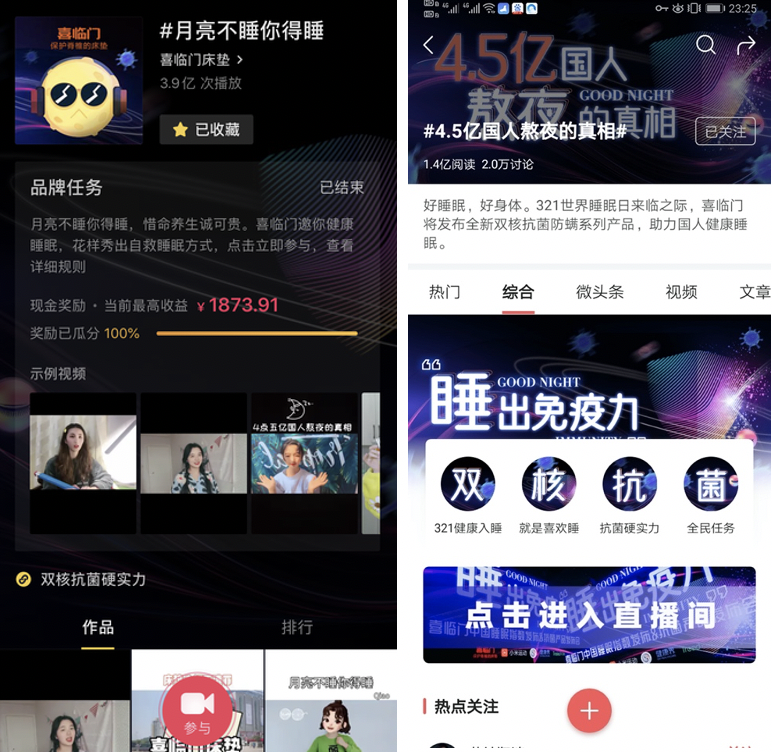 喜临门
保护脊椎的床垫
#月亮不睡你得睡
喜临门床垫 >
3.9亿 次播放
已收藏
品牌任务
已结束
月亮不睡你得睡，惜命养生诚可贵。喜临门邀你健康
睡眠，花样秀出自救睡眠方式，点击立即参与，查看
详细规则
现金奖励 · 当前最高收益 ¥ 1873.91
奖励已瓜分 100%
示例视频
4点五亿国人熬夜的真相
双核抗菌硬实力
作品
排行
参与
喜临门床垫
月亮不睡你得睡
Qiao
23:25
4.5亿国人
GOOD NIGHT
熬夜的真相
#4.5亿国人熬夜的真相#
已关注
1.4亿阅读 2.0万讨论
好睡眠，好身体。321世界睡眠日来临之际，喜临门
将发布全新双核抗菌防螨系列产品，助力国人健康睡
眠。
热门
综合
微头条
视频
文章
GOOD NIGHT
睡出免疫力
IMMUNITY
双
核
抗
菌
321健康入睡
就是喜欢睡
抗菌硬实力
全民任务
睡出免疫力
GOOD NIGHT
点击进入直播间
热点关注